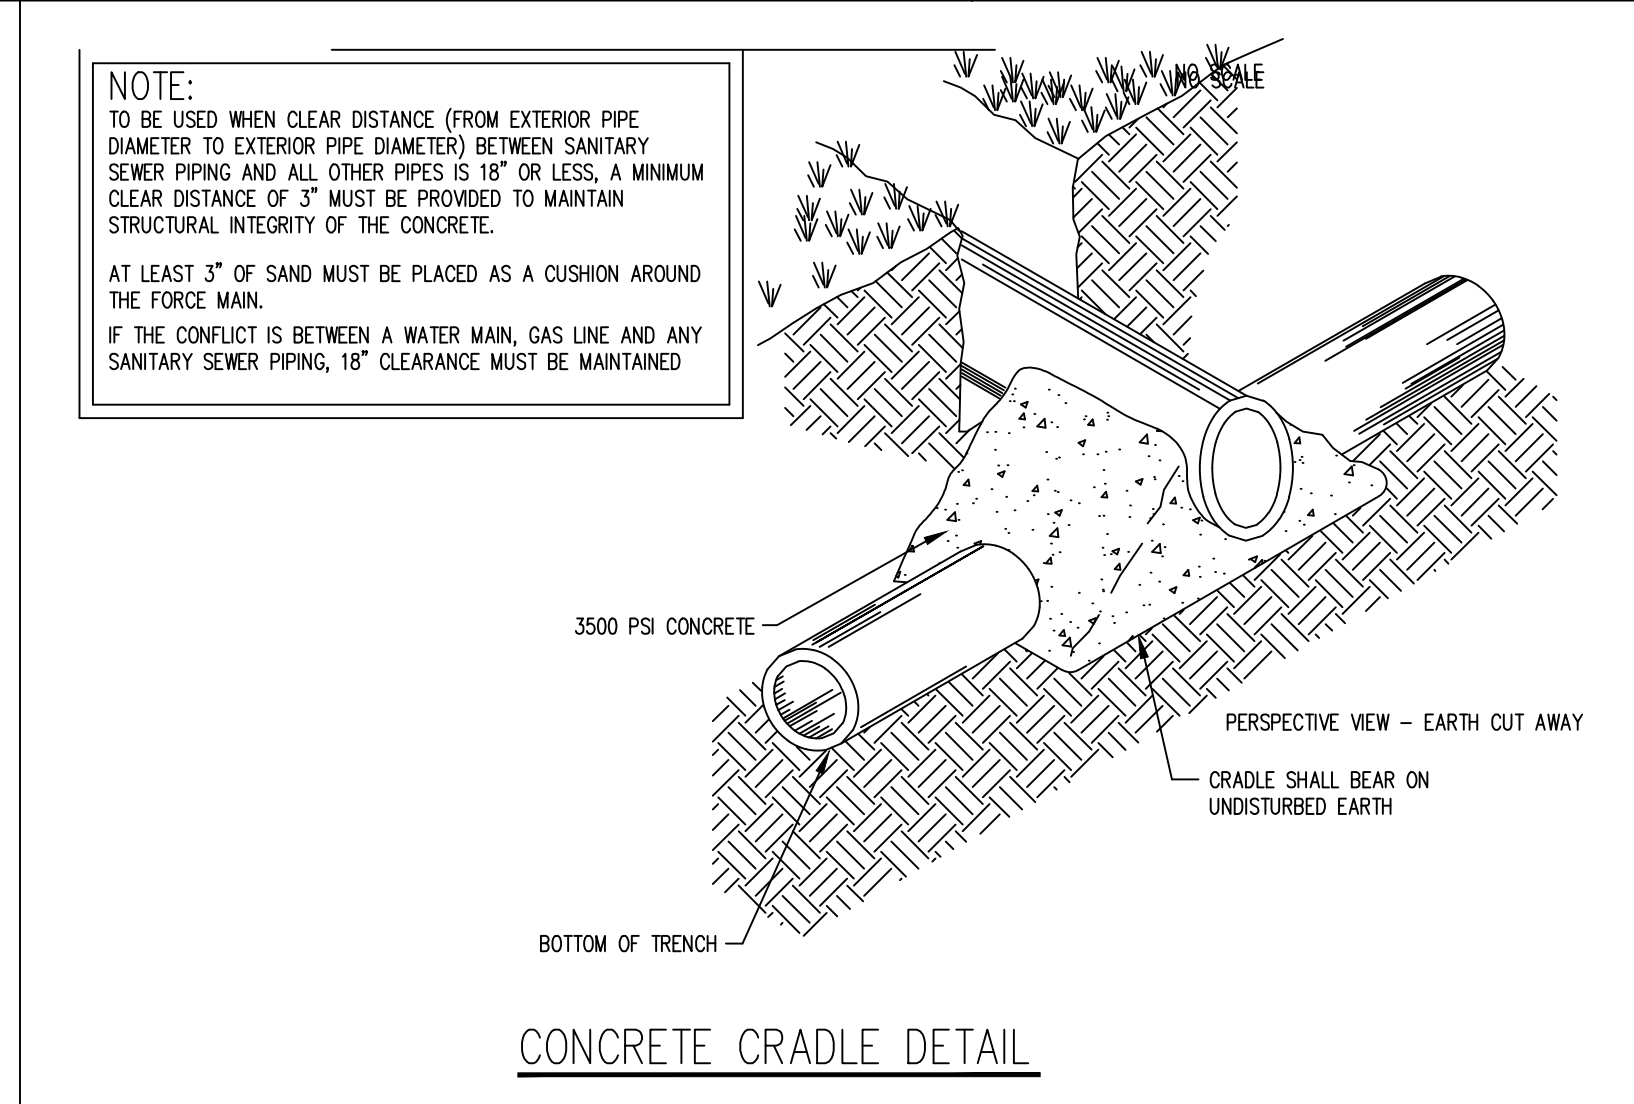 NOTE:
TO BE USED WHEN CLEAR DISTANCE (FROM EXTERIOR PIPE
DIAMETER TO EXTERIOR PIPE DIAMETER) BETWEEN SANITARY
SEWER PIPING AND ALL OTHER PIPES IS 18" OR LESS, A MINIMUM
CLEAR DISTANCE OF 3" MUST BE PROVIDED TO MAINTAIN
STRUCTURAL INTEGRITY OF THE CONCRETE.
AT LEAST 3" OF SAND MUST BE PLACED AS A CUSHION AROUND
THE FORCE MAIN.
IF THE CONFLICT IS BETWEEN A WATER MAIN, GAS LINE AND ANY
SANITARY SEWER PIPING, 18" CLEARANCE MUST BE MAINTAINED
NO SCALE
NO SCALE
3500 PSI CONCRETE
PERSPECTIVE VIEW – EARTH CUT AWAY
CRADLE SHALL BEAR ON
UNDISTURBED EARTH
BOTTOM OF TRENCH
CONCRETE CRADLE DETAIL